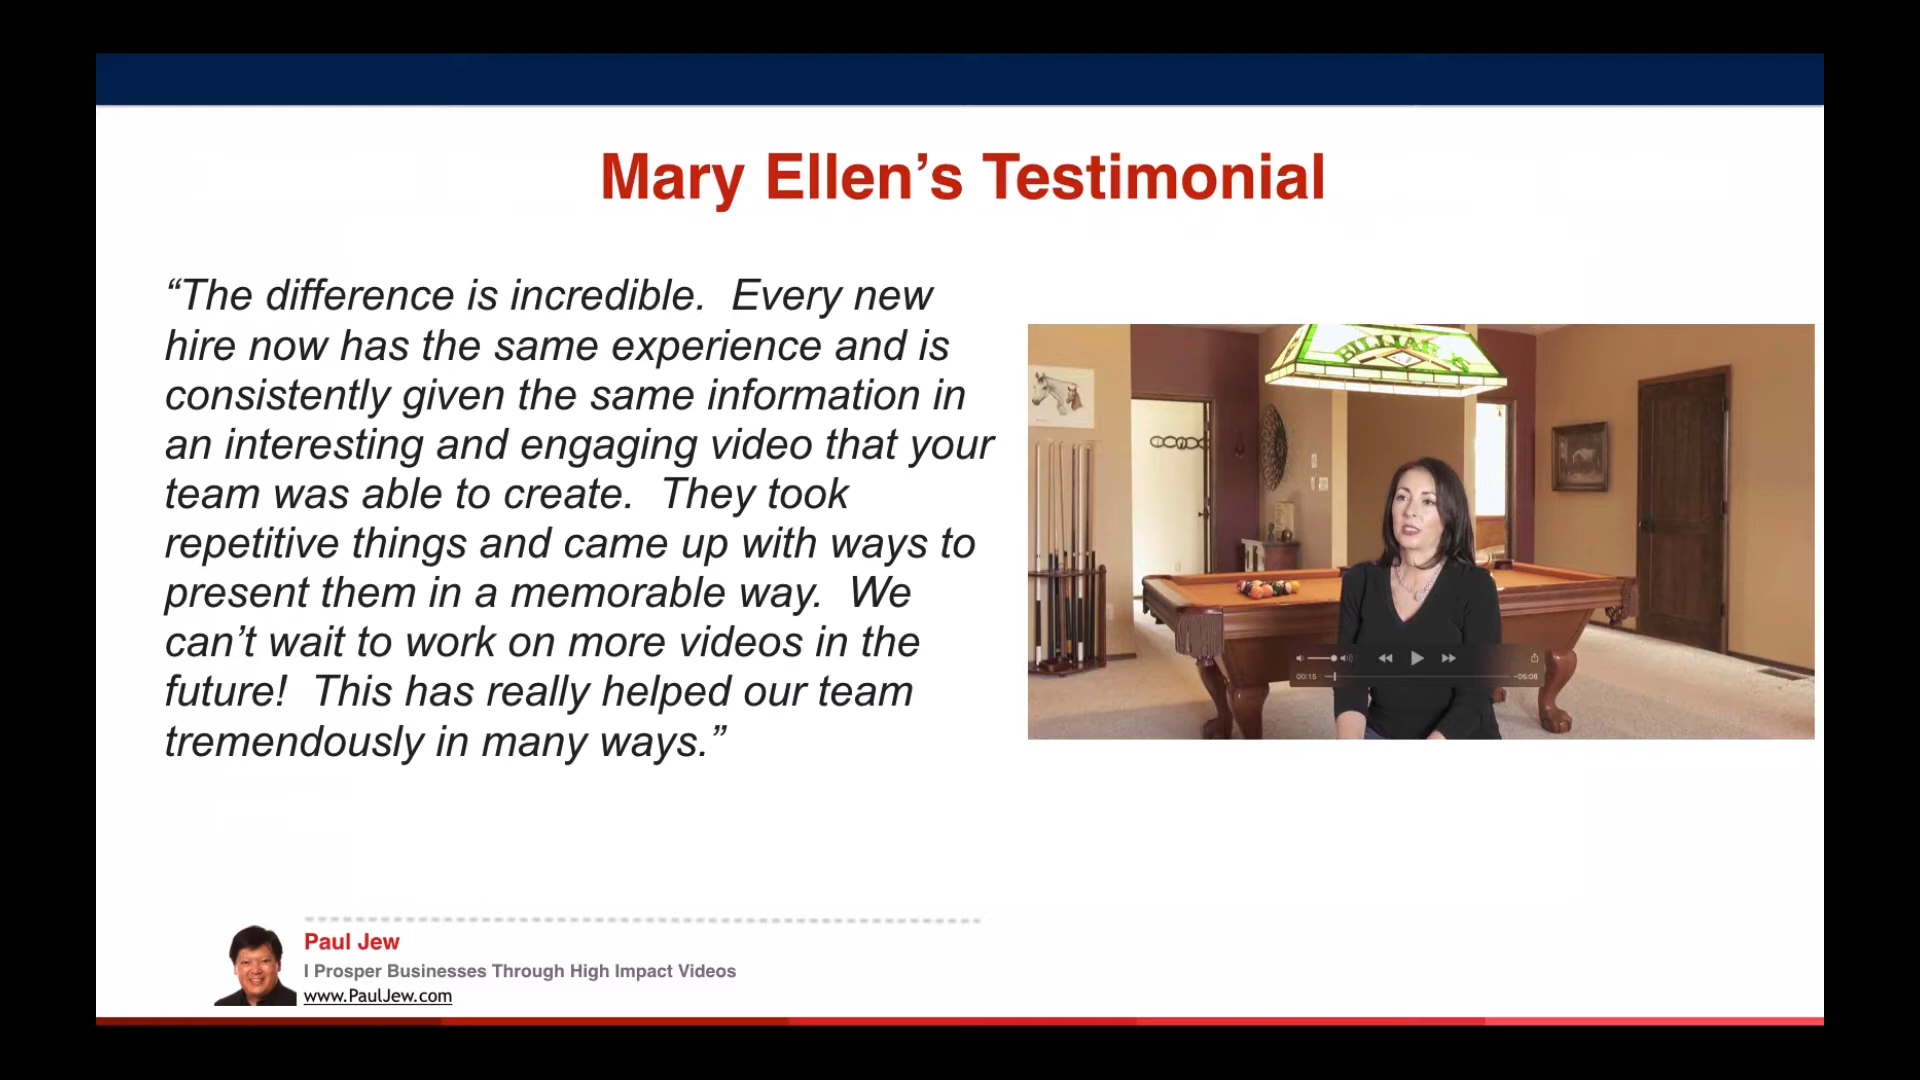 Mary Ellen’s Testimonial
“The difference is incredible.  Every new
hire now has the same experience and is
consistently given the same information in
an interesting and engaging video that your
team was able to create.  They took
repetitive things and came up with ways to
present them in a memorable way.  We
can’t wait to work on more videos in the
future!  This has really helped our team
tremendously in many ways.”
00:15
-05:08
Paul Jew
I Prosper Businesses Through High Impact Videos
www.PaulJew.com